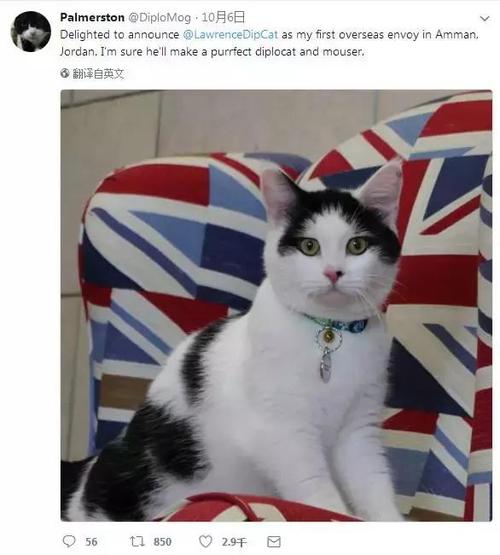 Palmerston @DiploMog · 10月6日
Delighted to announce @LawrenceDipCat as my first overseas envoy in Amman,
Jordan. I'm sure he'll make a purrfect diplocat and mouser.
翻译自英文
56 850 2.9千